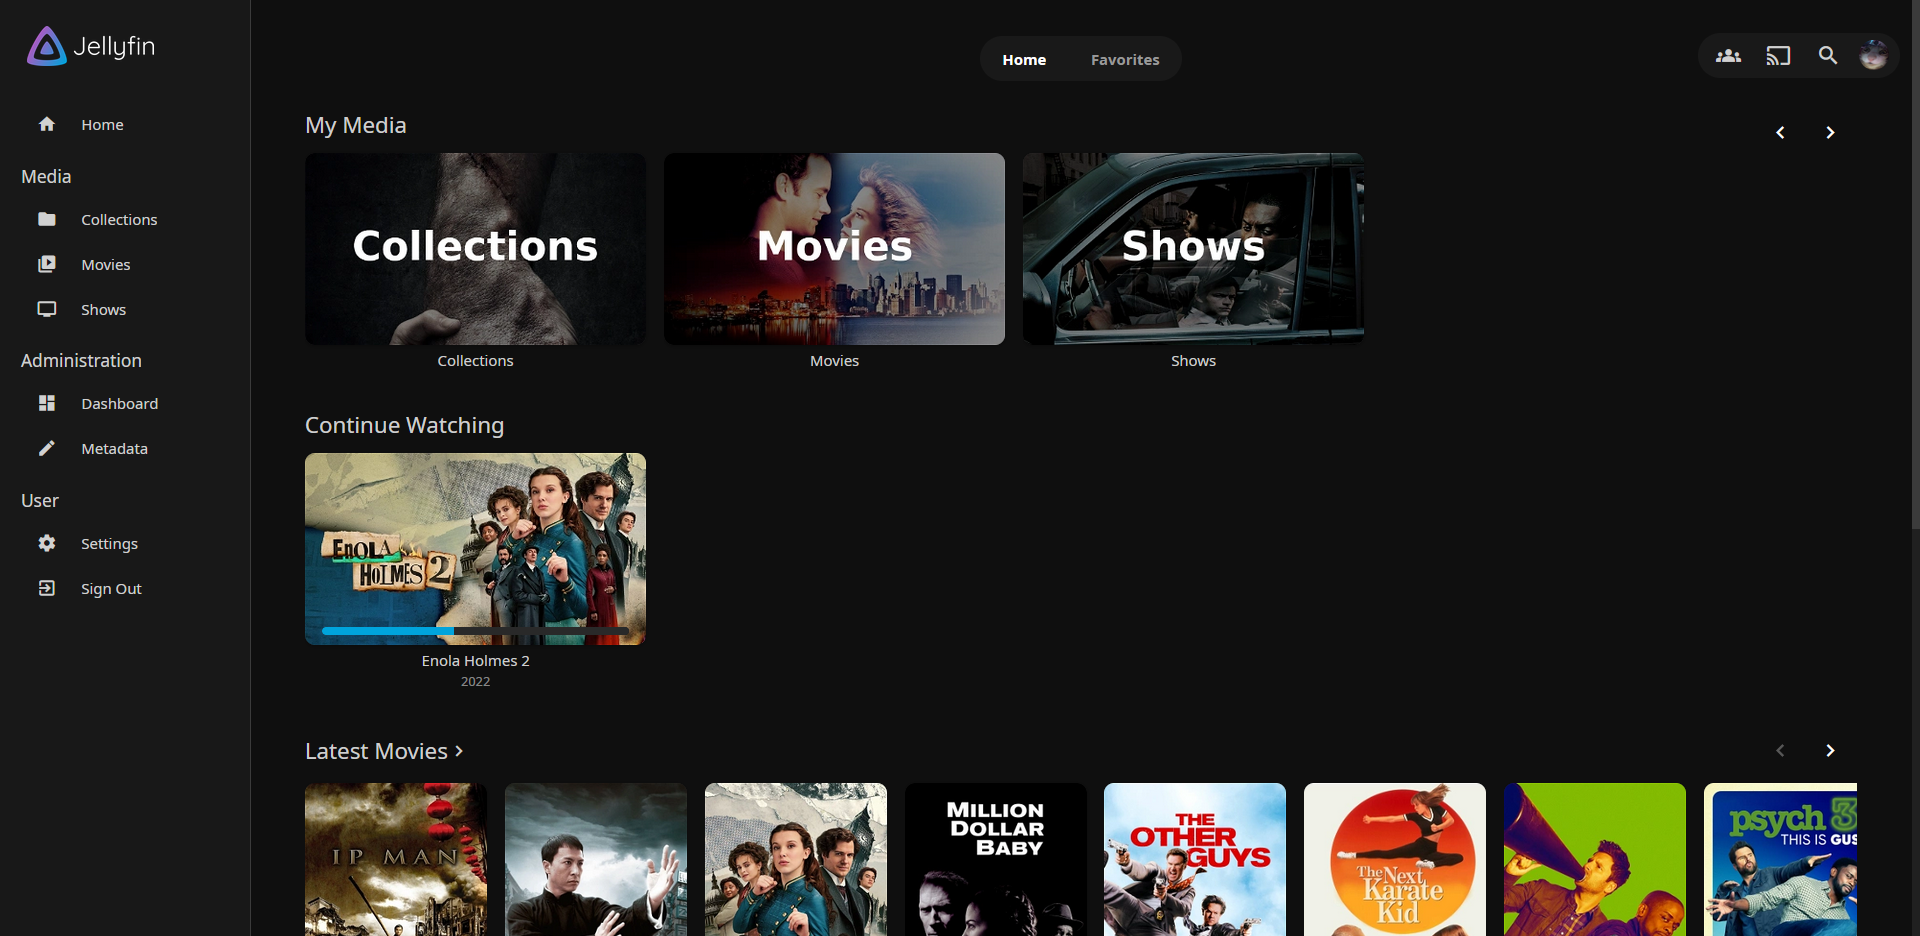 Jellyfin
Home
Favorites
Home
Media
Collections
Movies
Shows
Administration
Dashboard
Metadata
User
Settings
Sign Out
My Media
Collections
Movies
Shows
Collections
Movies
Shows
Continue Watching
ENOLA
HOLMES 2
Enola Holmes 2
2022
Latest Movies
IP MAN
MILLION
DOLLAR
BABY
THE
OTHER
GUYS
The Next
Karate
Kid
psych 3
THIS IS GUS